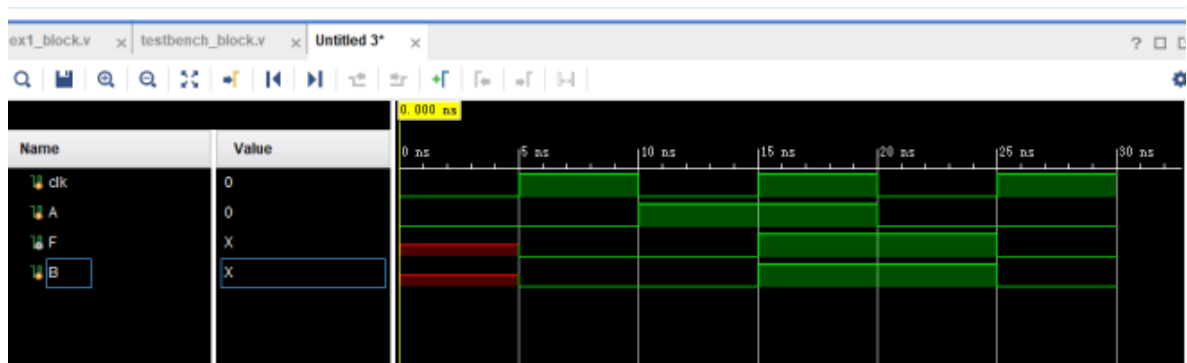 ex1_block.v × testbench_block.v × Untitled 3* ×
0.000 ns
Name Value 0 ns 5 ns 10 ns 15 ns 20 ns 25 ns 30 ns
clk 0
A 0
F X
B X